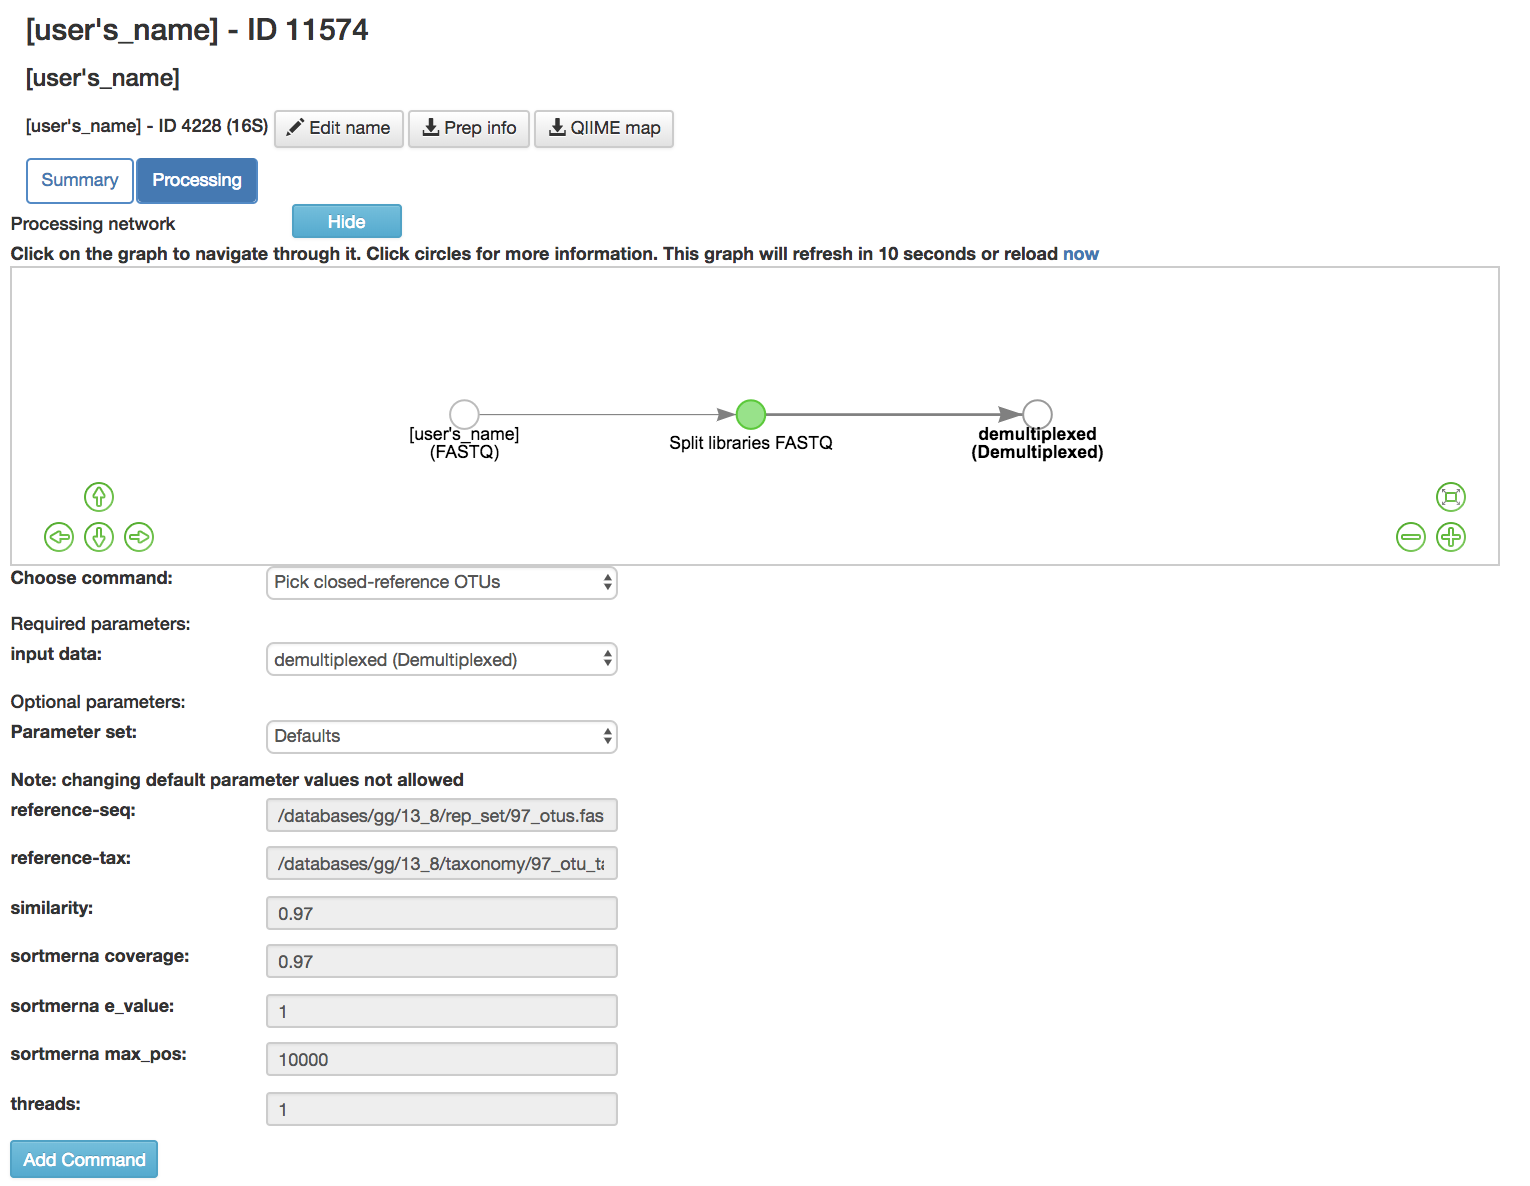 [user's_name] - ID 11574
[user's_name]
[user's_name] - ID 4228 (16S) Edit name Prep info QIIME map
Summary Processing
Processing network Hide
Click on the graph to navigate through it. Click circles for more information. This graph will refresh in 10 seconds or reload now
[user's_name]
(FASTQ)
Split libraries FASTQ
demultiplexed
(Demultiplexed)
Choose command: Pick closed-reference OTUs
Required parameters:
input data: demultiplexed (Demultiplexed)
Optional parameters:
Parameter set: Defaults
Note: changing default parameter values not allowed
reference-seq: /databases/gg/13_8/rep_set/97_otus.fas
reference-tax: /databases/gg/13_8/taxonomy/97_otu_ta
similarity: 0.97
sortmerna coverage: 0.97
sortmerna e_value: 1
sortmerna max_pos: 10000
threads: 1
Add Command